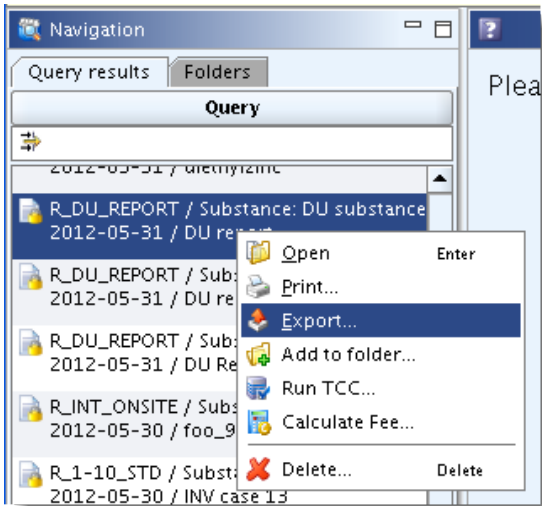 Navigation
?
Query results
Folders
Plea
Query
2012-05-31 / diethylzinc
R_DU_REPORT / Substance: DU substance
2012-05-31 / DU report
Open Enter
R_DU_REPORT / Subs
2012-05-31 / DU re
Print...
Export...
R_DU_REPORT / Subs
2012-05-31 / DU Re
Add to folder...
Run TCC...
R_INT_ONSITE / Subs
2012-05-30 / foo_9
Calculate Fee...
R_1-10_STD / Substa
2012-05-30 / INV case 13
Delete... Delete